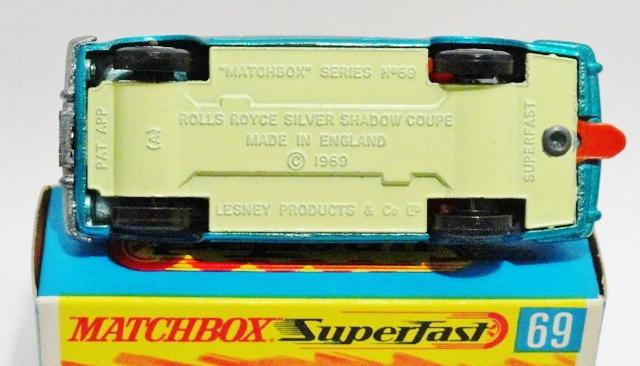 "MATCHBOX" SERIES Nº69
ROLLS ROYCE SILVER SHADOW COUPE
MADE IN ENGLAND
© 1969
LESNEY PRODUCTS & Co Lᴰ
PAT APP
(A)
SUPERFAST
MATCHBOX Superfast 69